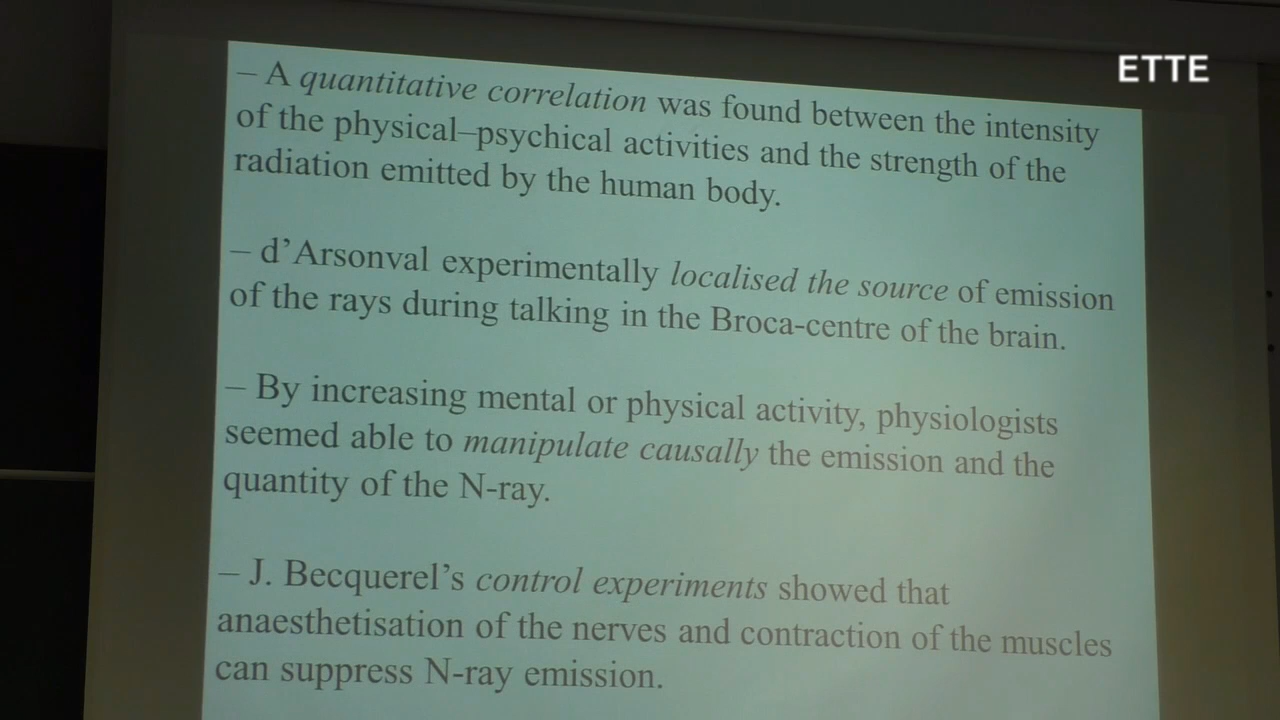 ETTE
– A quantitative correlation was found between the intensity
of the physical–psychical activities and the strength of the
radiation emitted by the human body.
– d’Arsonval experimentally localised the source of emission
of the rays during talking in the Broca-centre of the brain.
– By increasing mental or physical activity, physiologists
seemed able to manipulate causally the emission and the
quantity of the N-ray.
– J. Becquerel’s control experiments showed that
anaesthetisation of the nerves and contraction of the muscles
can suppress N-ray emission.